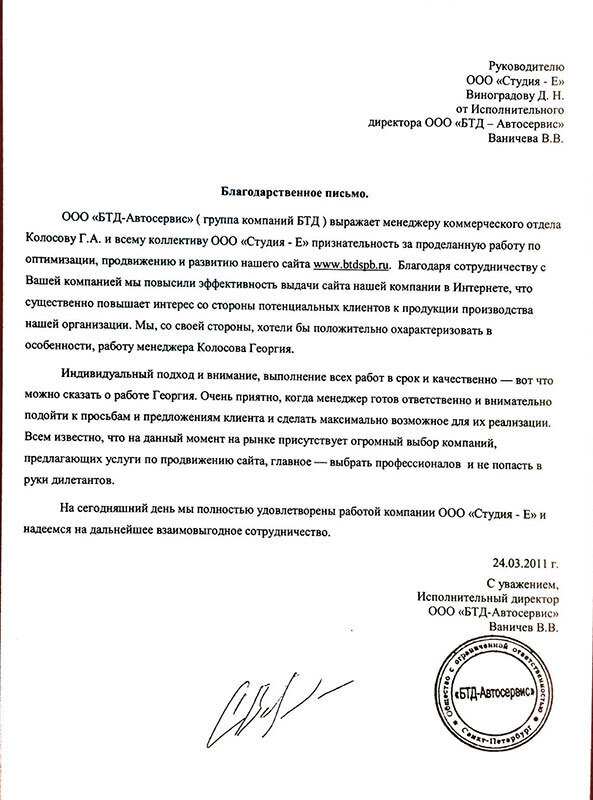 Руководителю
ООО «Студия - Е»
Виноградову Д. Н.
от Исполнительного
директора ООО «БТД – Автосервис»
Ваничева В.В.
Благодарственное письмо.
ООО «БТД-Автосервис» ( группа компаний БТД ) выражает менеджеру коммерческого отдела
Колосову Г.А. и всему коллективу ООО «Студия - Е» признательность за проделанную работу по
оптимизации, продвижению и развитию нашего сайта www.btdspb.ru. Благодаря сотрудничеству с
Вашей компанией мы повысили эффективность выдачи сайта нашей компании в Интернете, что
существенно повышает интерес со стороны потенциальных клиентов к продукции производства
нашей организации. Мы, со своей стороны, хотели бы положительно охарактеризовать в
особенности, работу менеджера Колосова Георгия.
Индивидуальный подход и внимание, выполнение всех работ в срок и качественно — вот что
можно сказать о работе Георгия. Очень приятно, когда менеджер готов ответственно и внимательно
подойти к просьбам и предложениям клиента и сделать максимально возможное для их реализации.
Всем известно, что на данный момент на рынке присутствует огромный выбор компаний,
предлагающих услуги по продвижению сайта, главное — выбрать профессионалов и не попасть в
руки дилетантов.
На сегодняшний день мы полностью удовлетворены работой компании ООО «Студия - Е» и
надеемся на дальнейшее взаимовыгодное сотрудничество.
24.03.2011 г.
С уважением,
Исполнительный директор
ООО «БТД-Автосервис»
Ваничев В.В.
Общество с ограниченной ответственностью
«БТД-Автосервис»
Санкт-Петербург